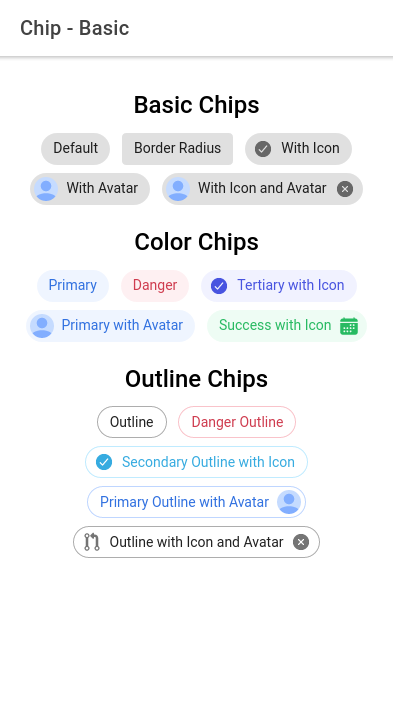 Chip - Basic
Basic Chips
Default Border Radius With Icon
With Avatar With Icon and Avatar
Color Chips
Primary Danger Tertiary with Icon
Primary with Avatar Success with Icon
Outline Chips
Outline Danger Outline
Secondary Outline with Icon
Primary Outline with Avatar
Outline with Icon and Avatar